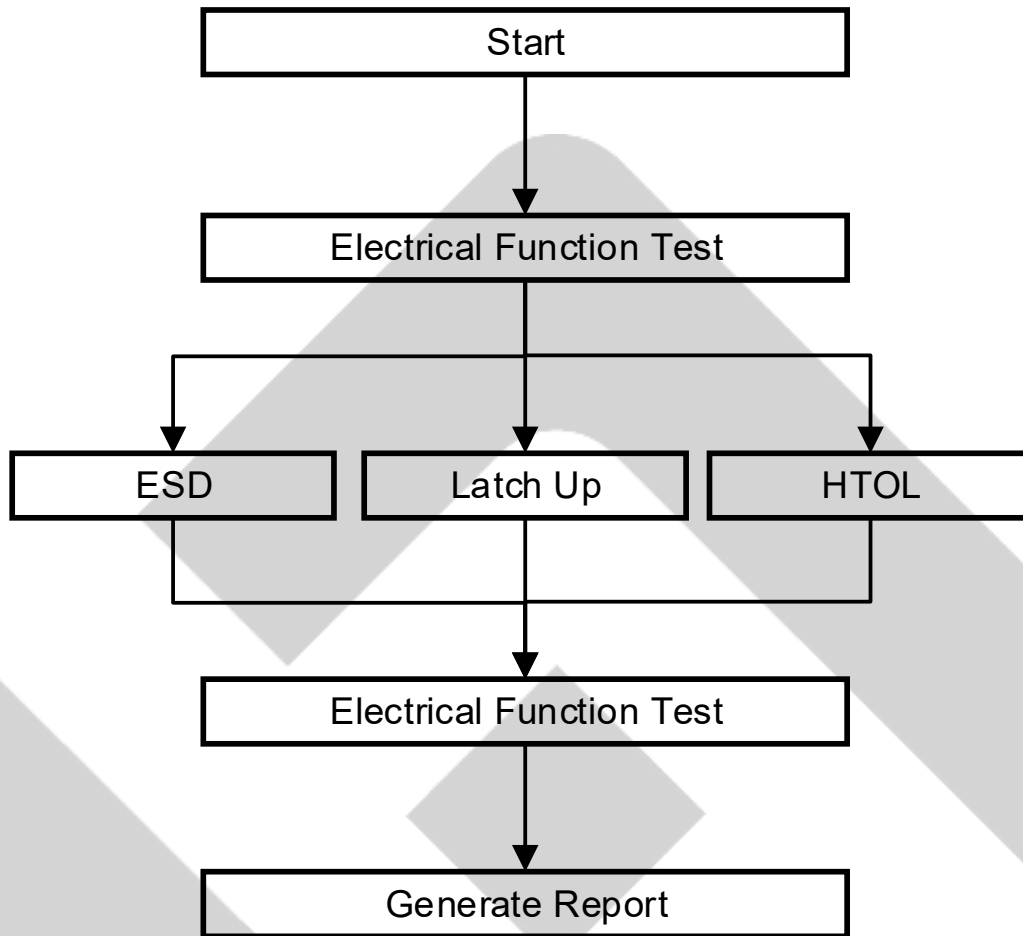 Start
Electrical Function Test
ESD
Latch Up
HTOL
Electrical Function Test
Generate Report